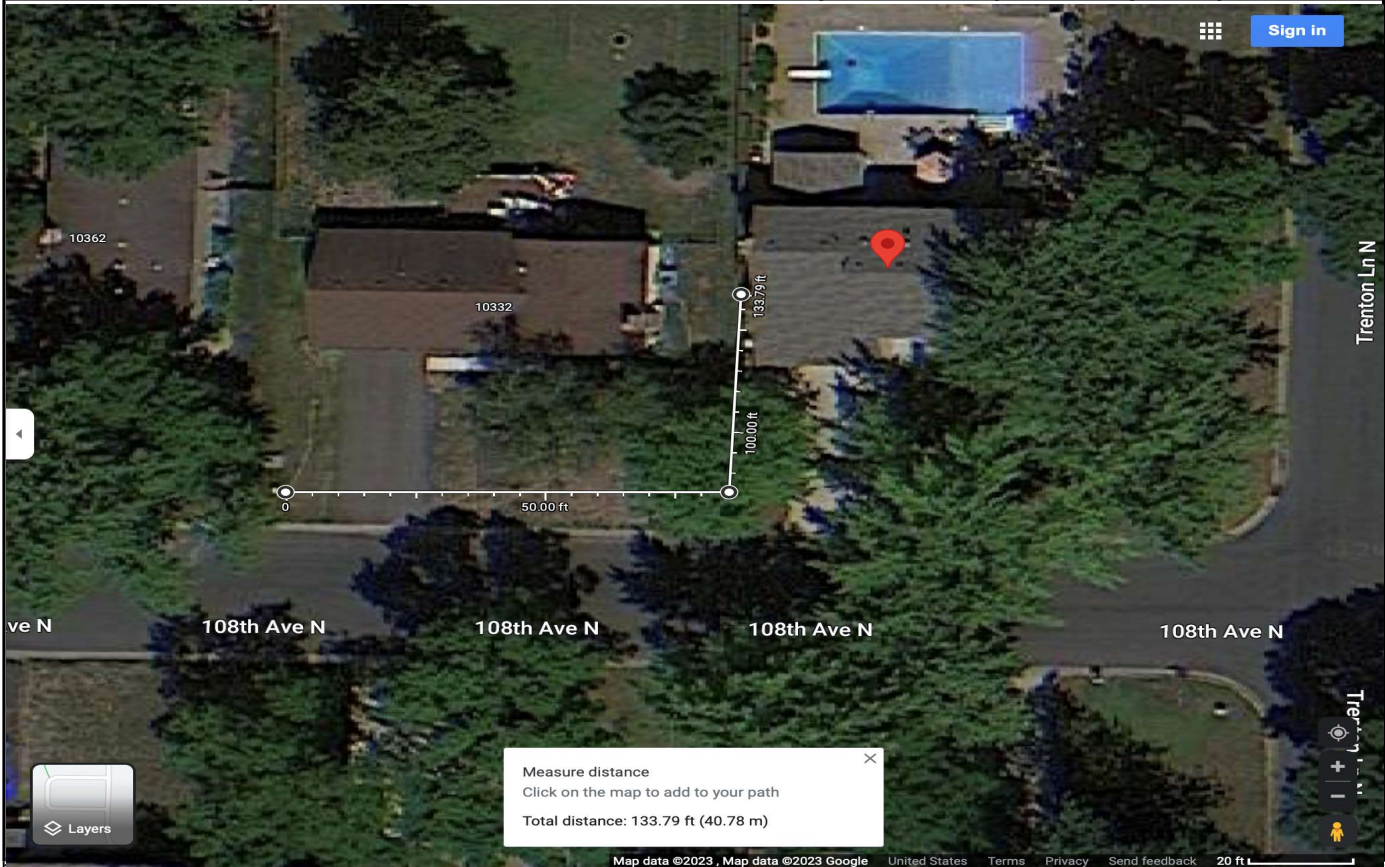 Sign in
10362
10332
Trenton Ln N
133.79 ft
100.00 ft
0
50.00 ft
ve N
108th Ave N
108th Ave N
108th Ave N
108th Ave N
Measure distance
Click on the map to add to your path
Total distance: 133.79 ft (40.78 m)
Layers
Map data ©2023 , Map data ©2023 Google United States Terms Privacy Send feedback 20 ft